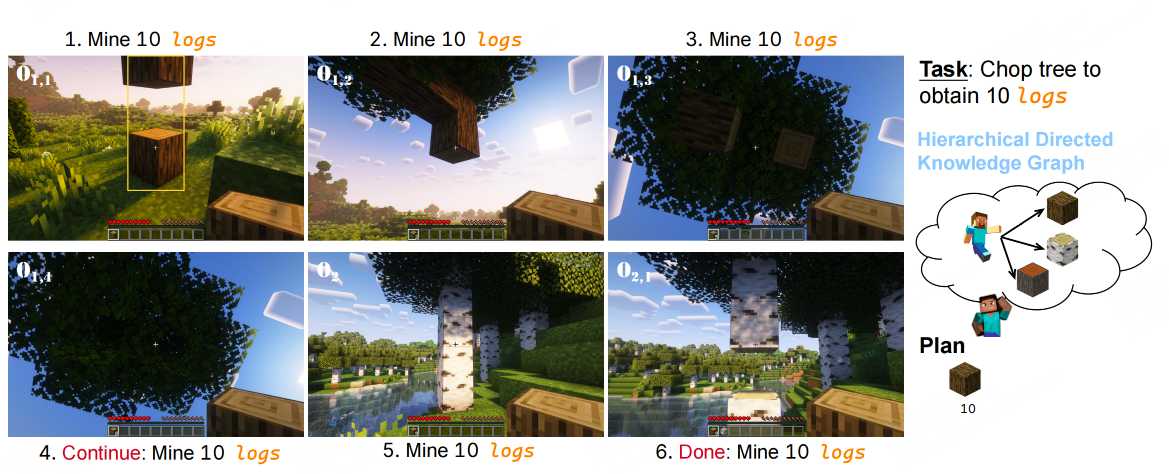 1. Mine 10 logs
2. Mine 10 logs
3. Mine 10 logs
O1,1
O1,2
O1,3
Task: Chop tree to
obtain 10 logs
Hierarchical Directed
Knowledge Graph
O1,4
O2
O2,1
Plan
10
4. Continue: Mine 10 logs
5. Mine 10 logs
6. Done: Mine 10 logs